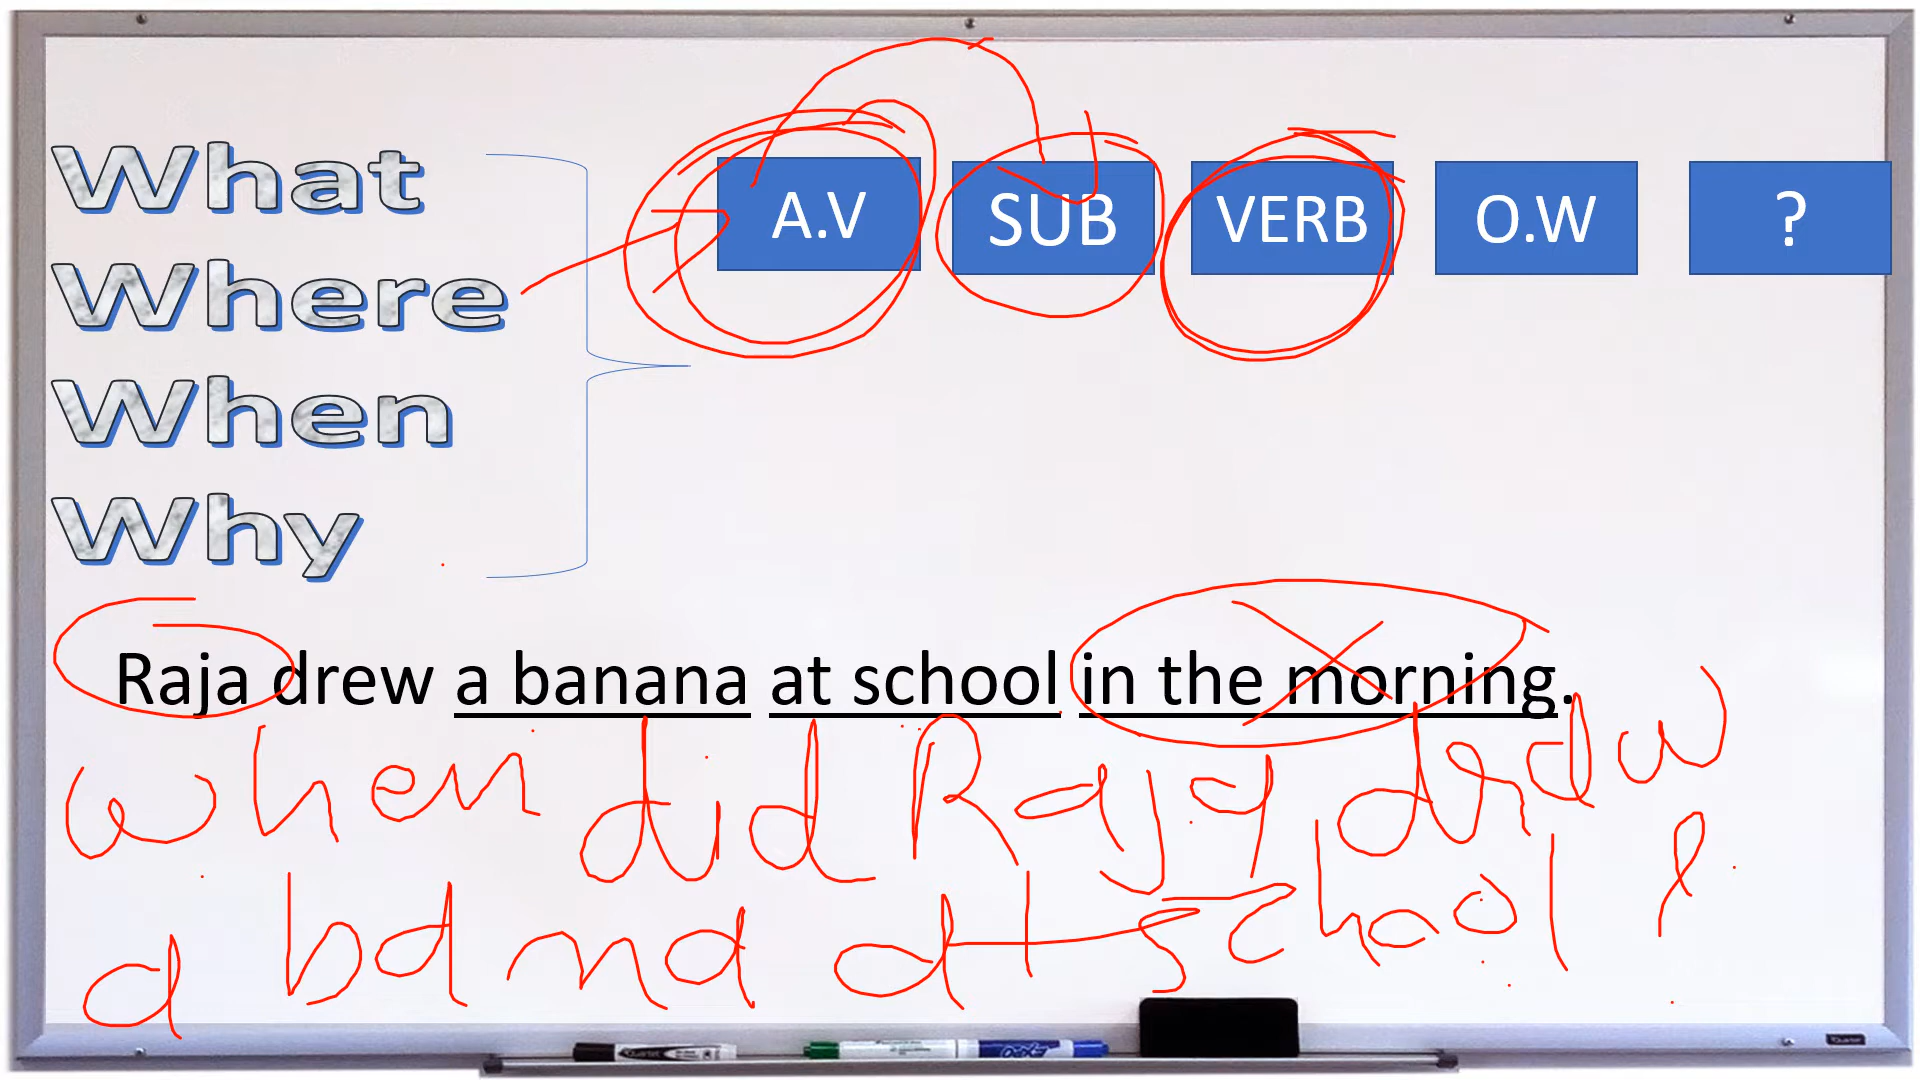 What
Where
When
Why
A.V SUB VERB O.W ?
Raja drew a banana at school in the morning.
When did Raja draw
a banana at school ?